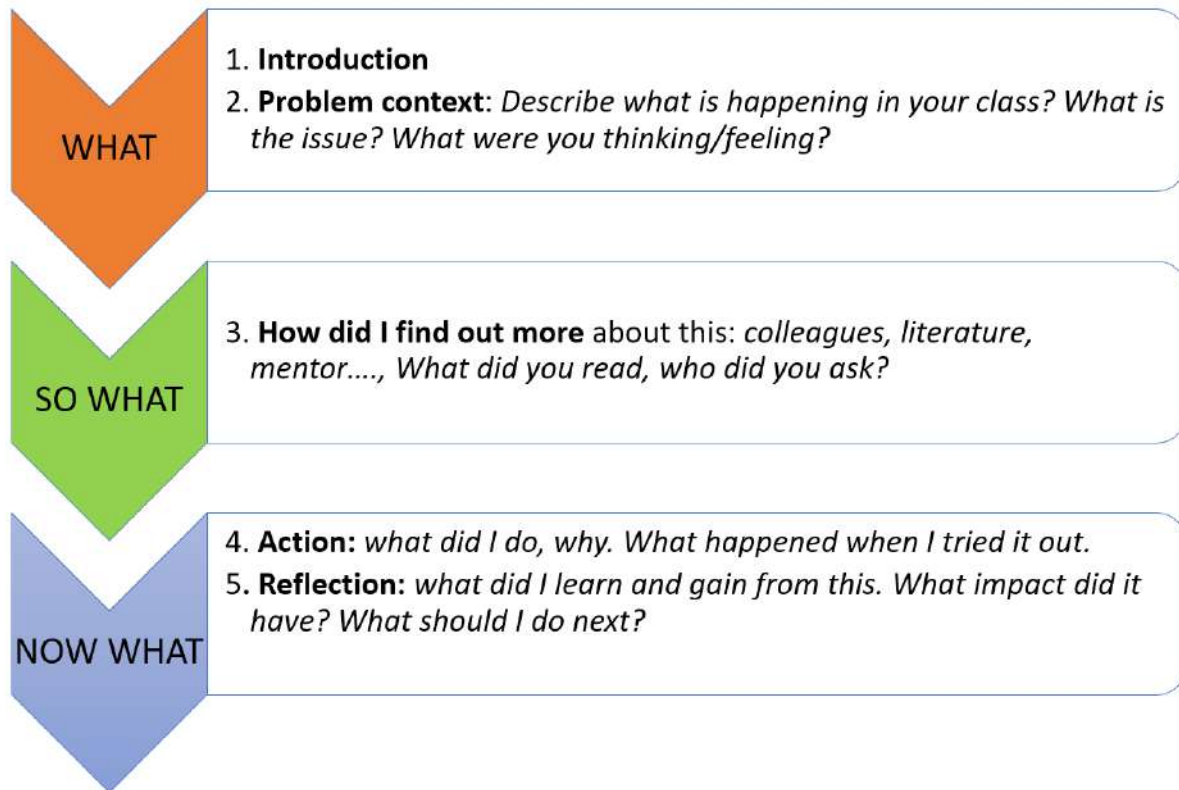 WHAT
1. Introduction
2. Problem context: Describe what is happening in your class? What is
the issue? What were you thinking/feeling?
SO WHAT
3. How did I find out more about this: colleagues, literature,
mentor...., What did you read, who did you ask?
NOW WHAT
4. Action: what did I do, why. What happened when I tried it out.
5. Reflection: what did I learn and gain from this. What impact did it
have? What should I do next?